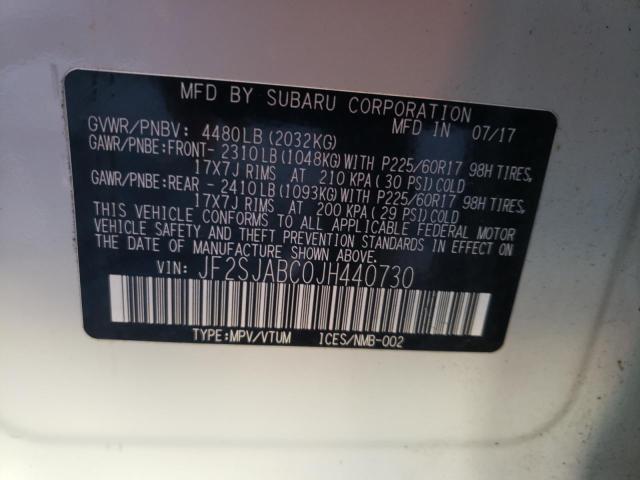 MFD BY SUBARU CORPORATION
GVWR/PNBV: 4480LB(2032KG) MFD IN 07/17
GAWR/PNBE:FRONT- 2310LB(1048KG)WITH P225/60R17 98H TIRES,
17X7J RIMS AT 210 KPA(30 PSI)COLD
GAWR/PNBE:REAR - 2410LB(1093KG)WITH P225/60R17 98H TIRES,
17X7J RIMS AT 200 KPA(29 PSI)COLD
THIS VEHICLE CONFORMS TO ALL APPLICABLE FEDERAL MOTOR
VEHICLE SAFETY AND THEFT PREVENTION STANDARDS IN EFFECT ON
THE DATE OF MANUFACTURE SHOWN ABOVE.
VIN: JF2SJABC0JH440730
TYPE:MPV/VTUM ICES/NMB-002